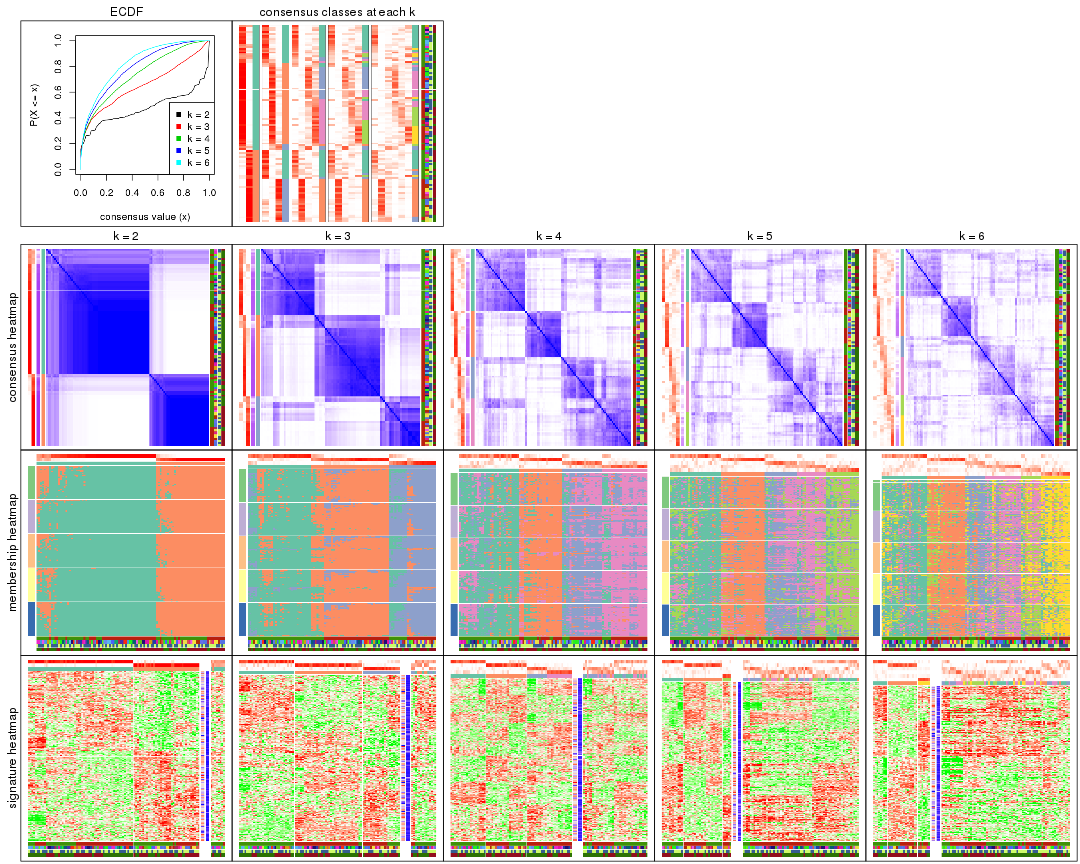 ECDF
consensus classes at each k
P(X <= x)
1.0
0.8
0.6
0.4
0.2
0.0
k = 2
k = 3
k = 4
k = 5
k = 6
0.0 0.2 0.4 0.6 0.8 1.0
consensus value (x)
k = 2
k = 3
k = 4
k = 5
k = 6
consensus heatmap
membership heatmap
signature heatmap